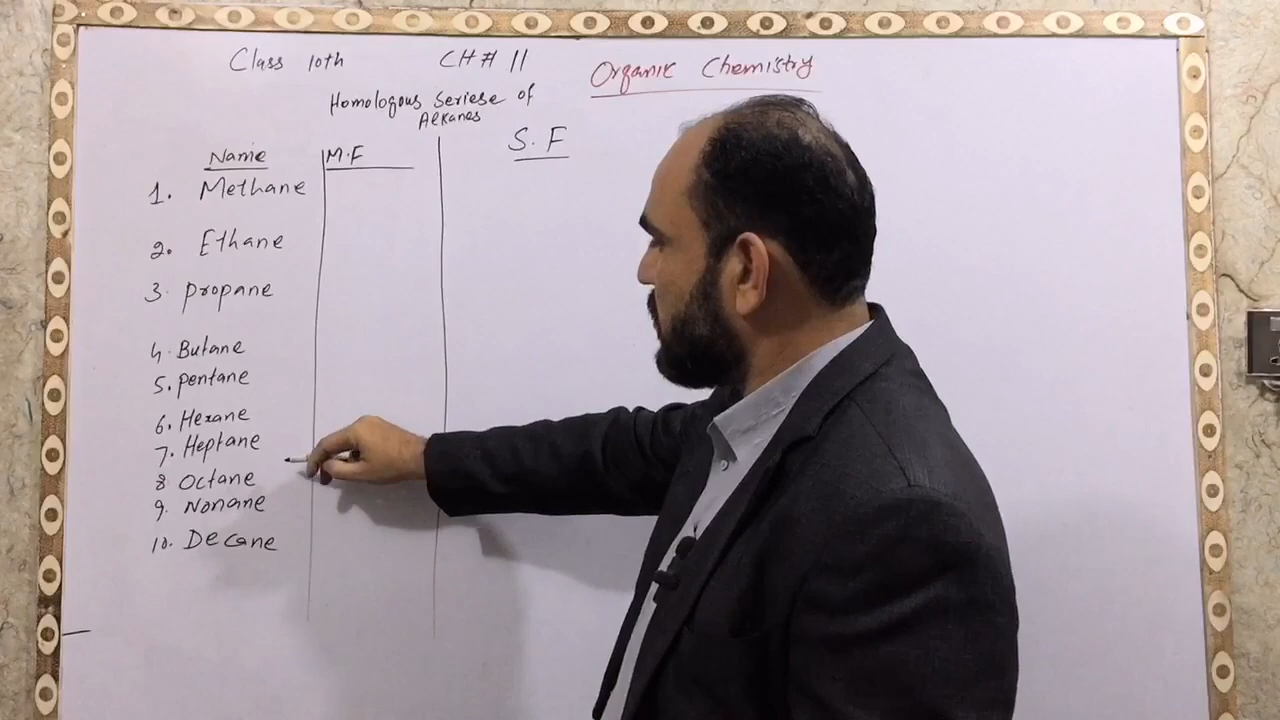 Class 10th CH # 11 Organic Chemistry
Homologous Seriese of
Alkanes
Name M.F S.F
1. Methane
2. Ethane
3. propane
4. Butane
5. pentane
6. Hexane
7. Heptane
8 Octane
9. Nonane
10. Decane